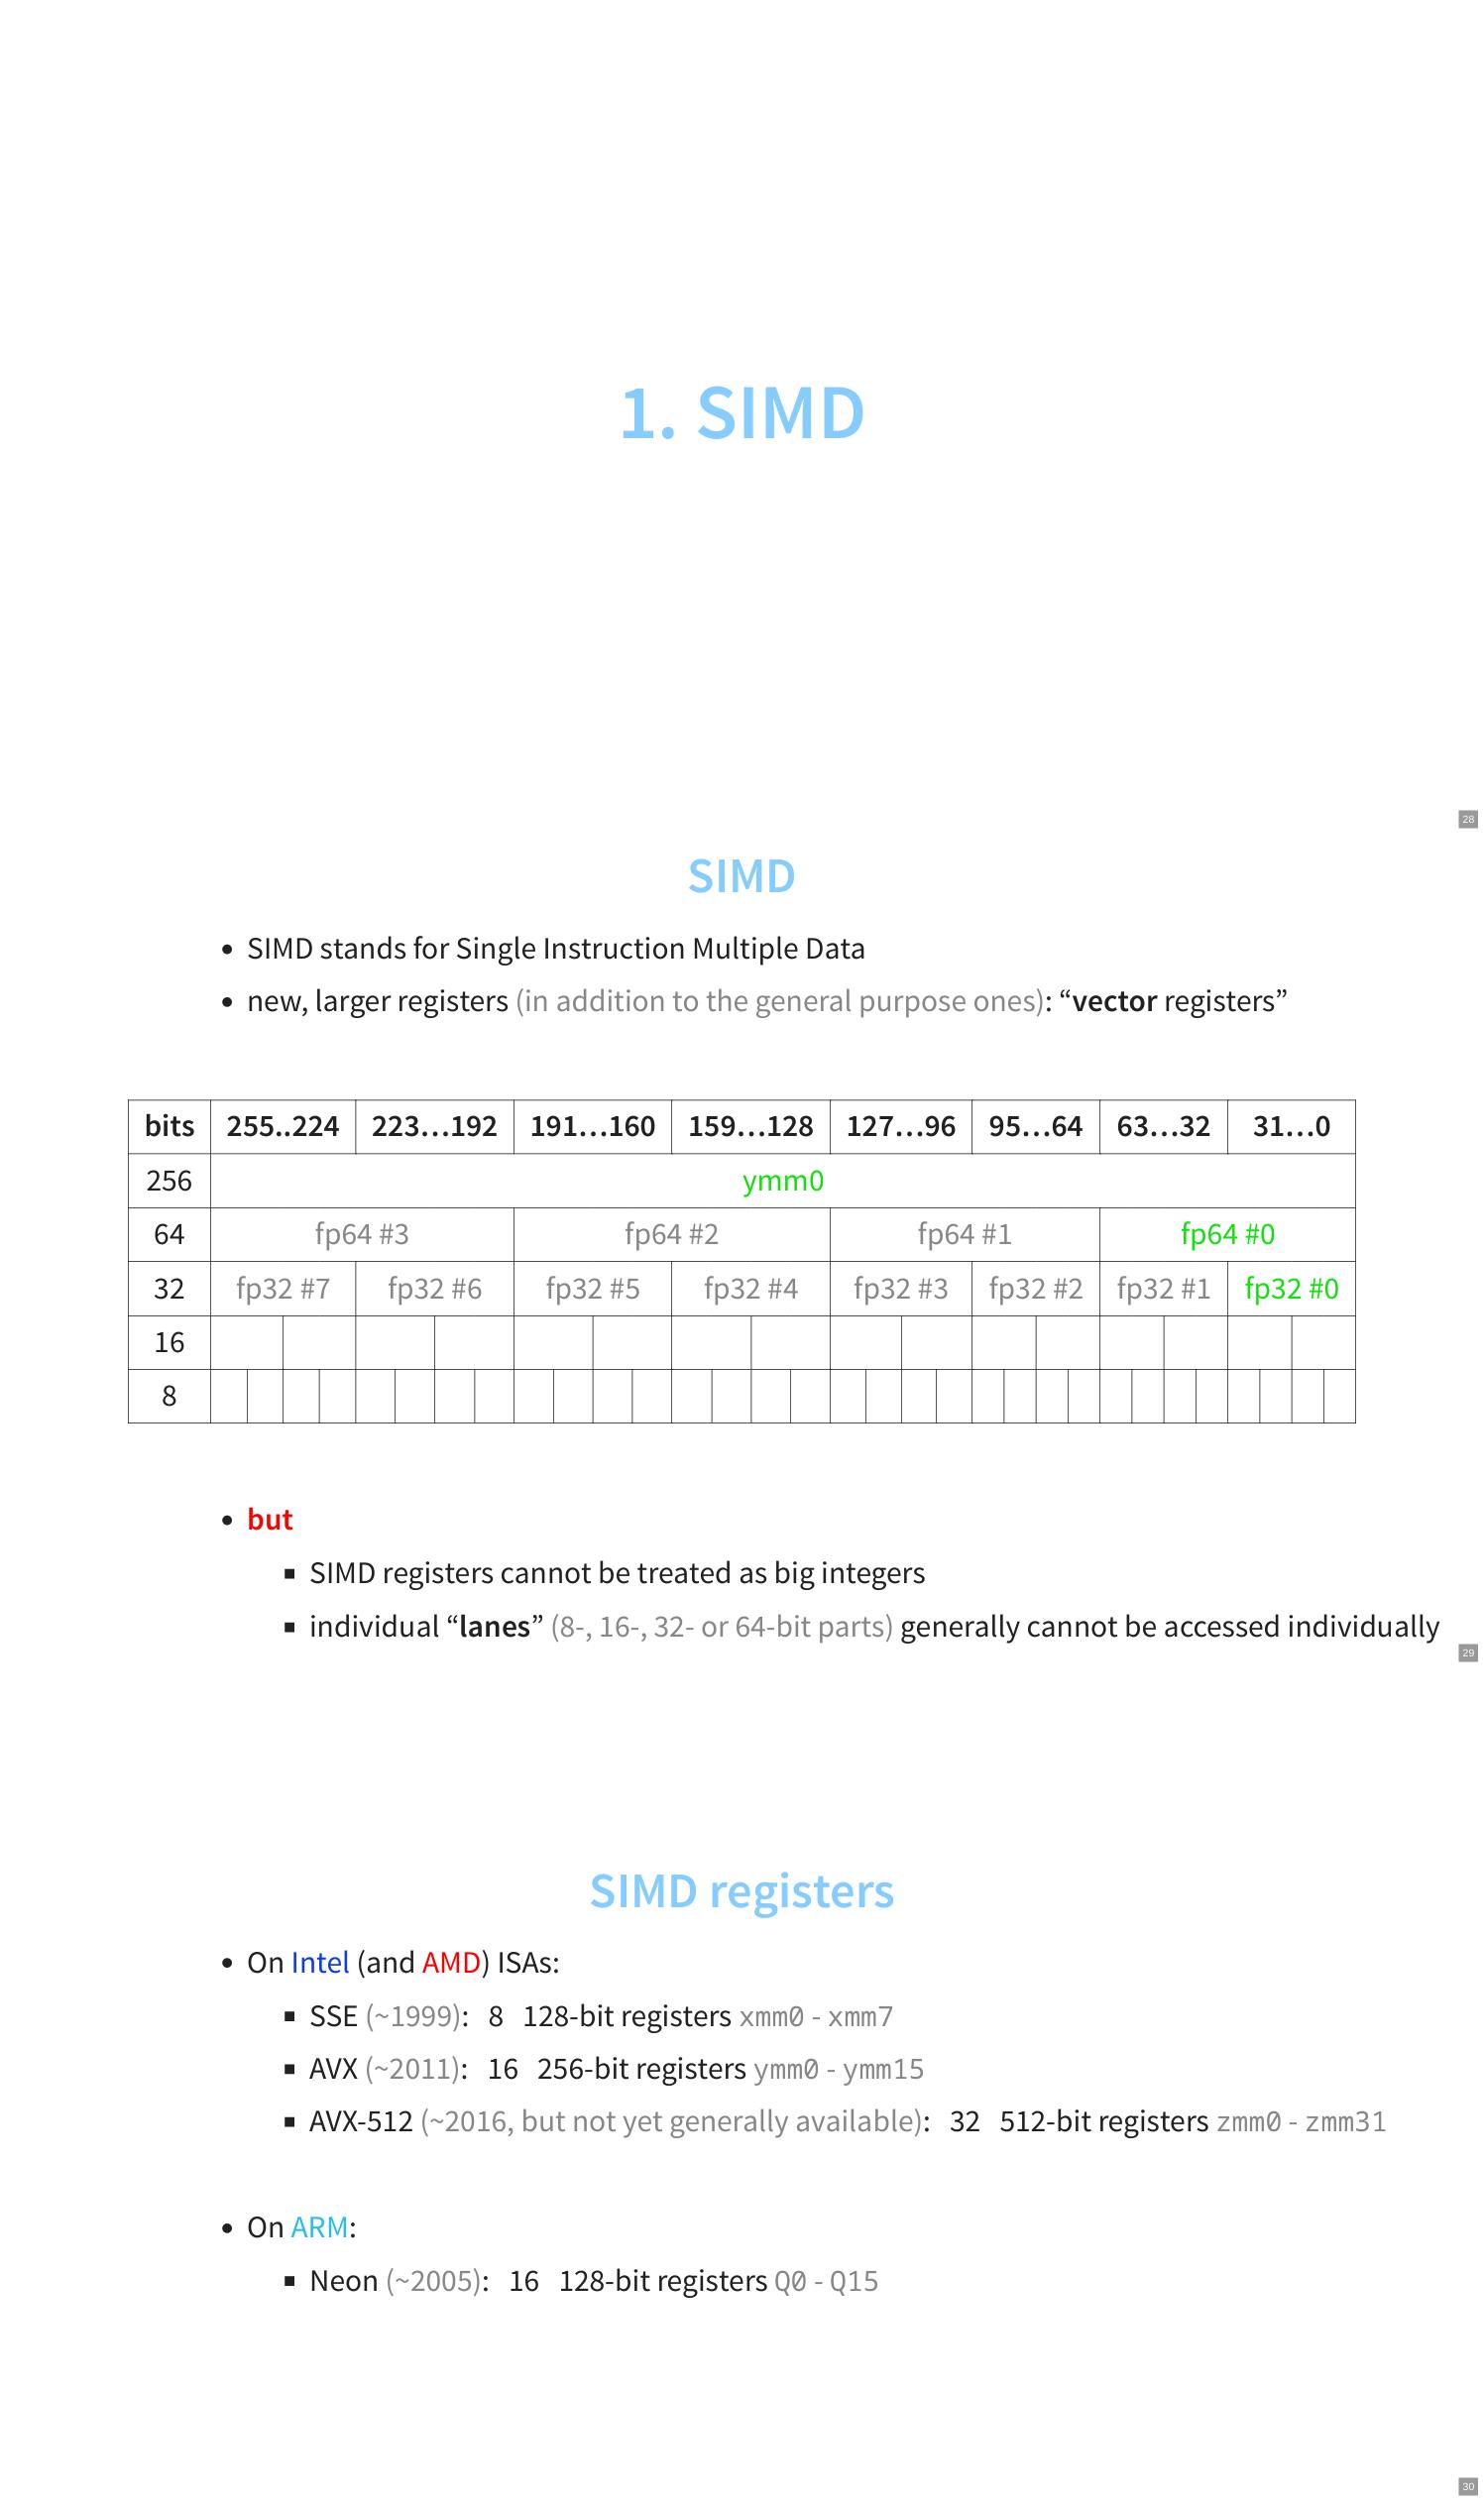 1. SIMD
28
SIMD
• SIMD stands for Single Instruction Multiple Data
• new, larger registers (in addition to the general purpose ones): “vector registers”
bits 255..224 223…192 191…160 159…128 127…96 95…64 63…32 31…0
256 ymm0
64 fp64 #3 fp64 #2 fp64 #1 fp64 #0
32 fp32 #7 fp32 #6 fp32 #5 fp32 #4 fp32 #3 fp32 #2 fp32 #1 fp32 #0
16
8
• but
▪ SIMD registers cannot be treated as big integers
▪ individual “lanes” (8-, 16-, 32- or 64-bit parts) generally cannot be accessed individually
29
SIMD registers
• On Intel (and AMD) ISAs:
▪ SSE (~1999): 8 128-bit registers xmm0 - xmm7
▪ AVX (~2011): 16 256-bit registers ymm0 - ymm15
▪ AVX-512 (~2016, but not yet generally available): 32 512-bit registers zmm0 - zmm31
• On ARM:
▪ Neon (~2005): 16 128-bit registers Q0 - Q15
30